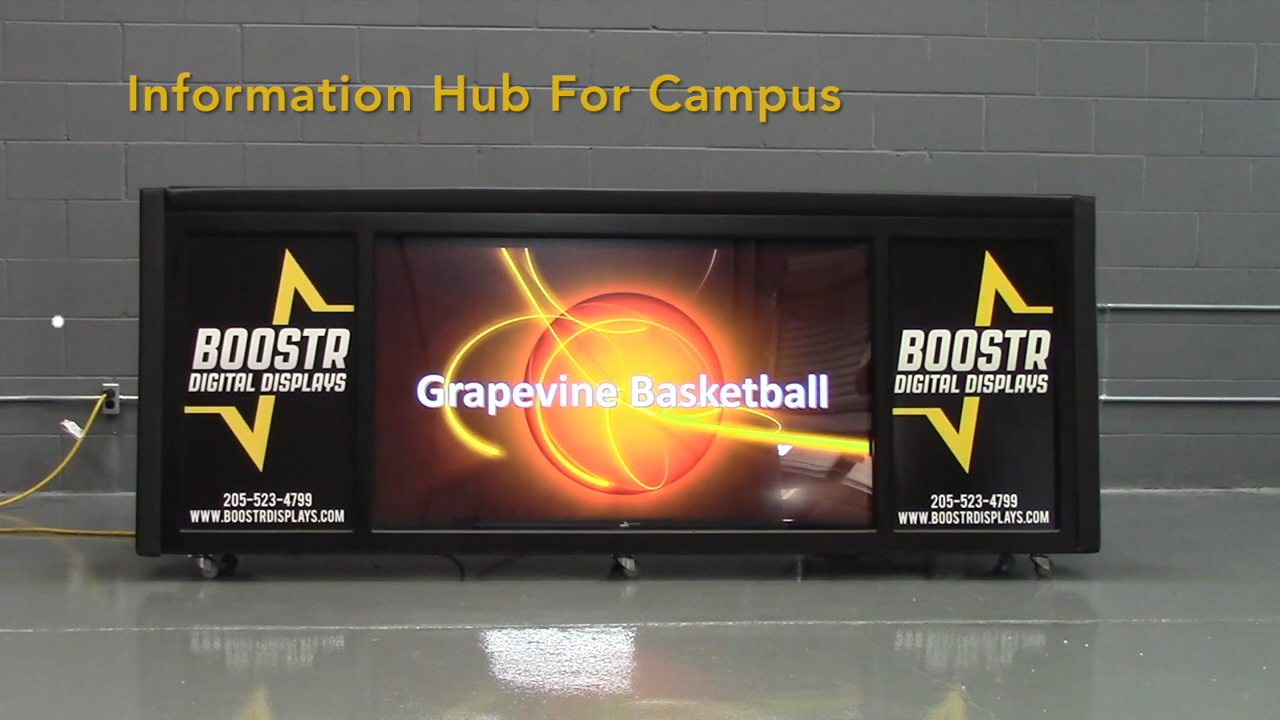 Information Hub For Campus
BOOSTR
DIGITAL DISPLAYS
205-523-4799
WWW.BOOSTRDISPLAYS.COM
Grapevine Basketball
BOOSTR
DIGITAL DISPLAYS
205-523-4799
WWW.BOOSTRDISPLAYS.COM